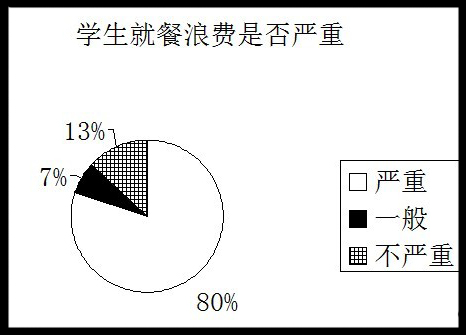 学生就餐浪费是否严重
13%
7%
80%
严重
一般
不严重